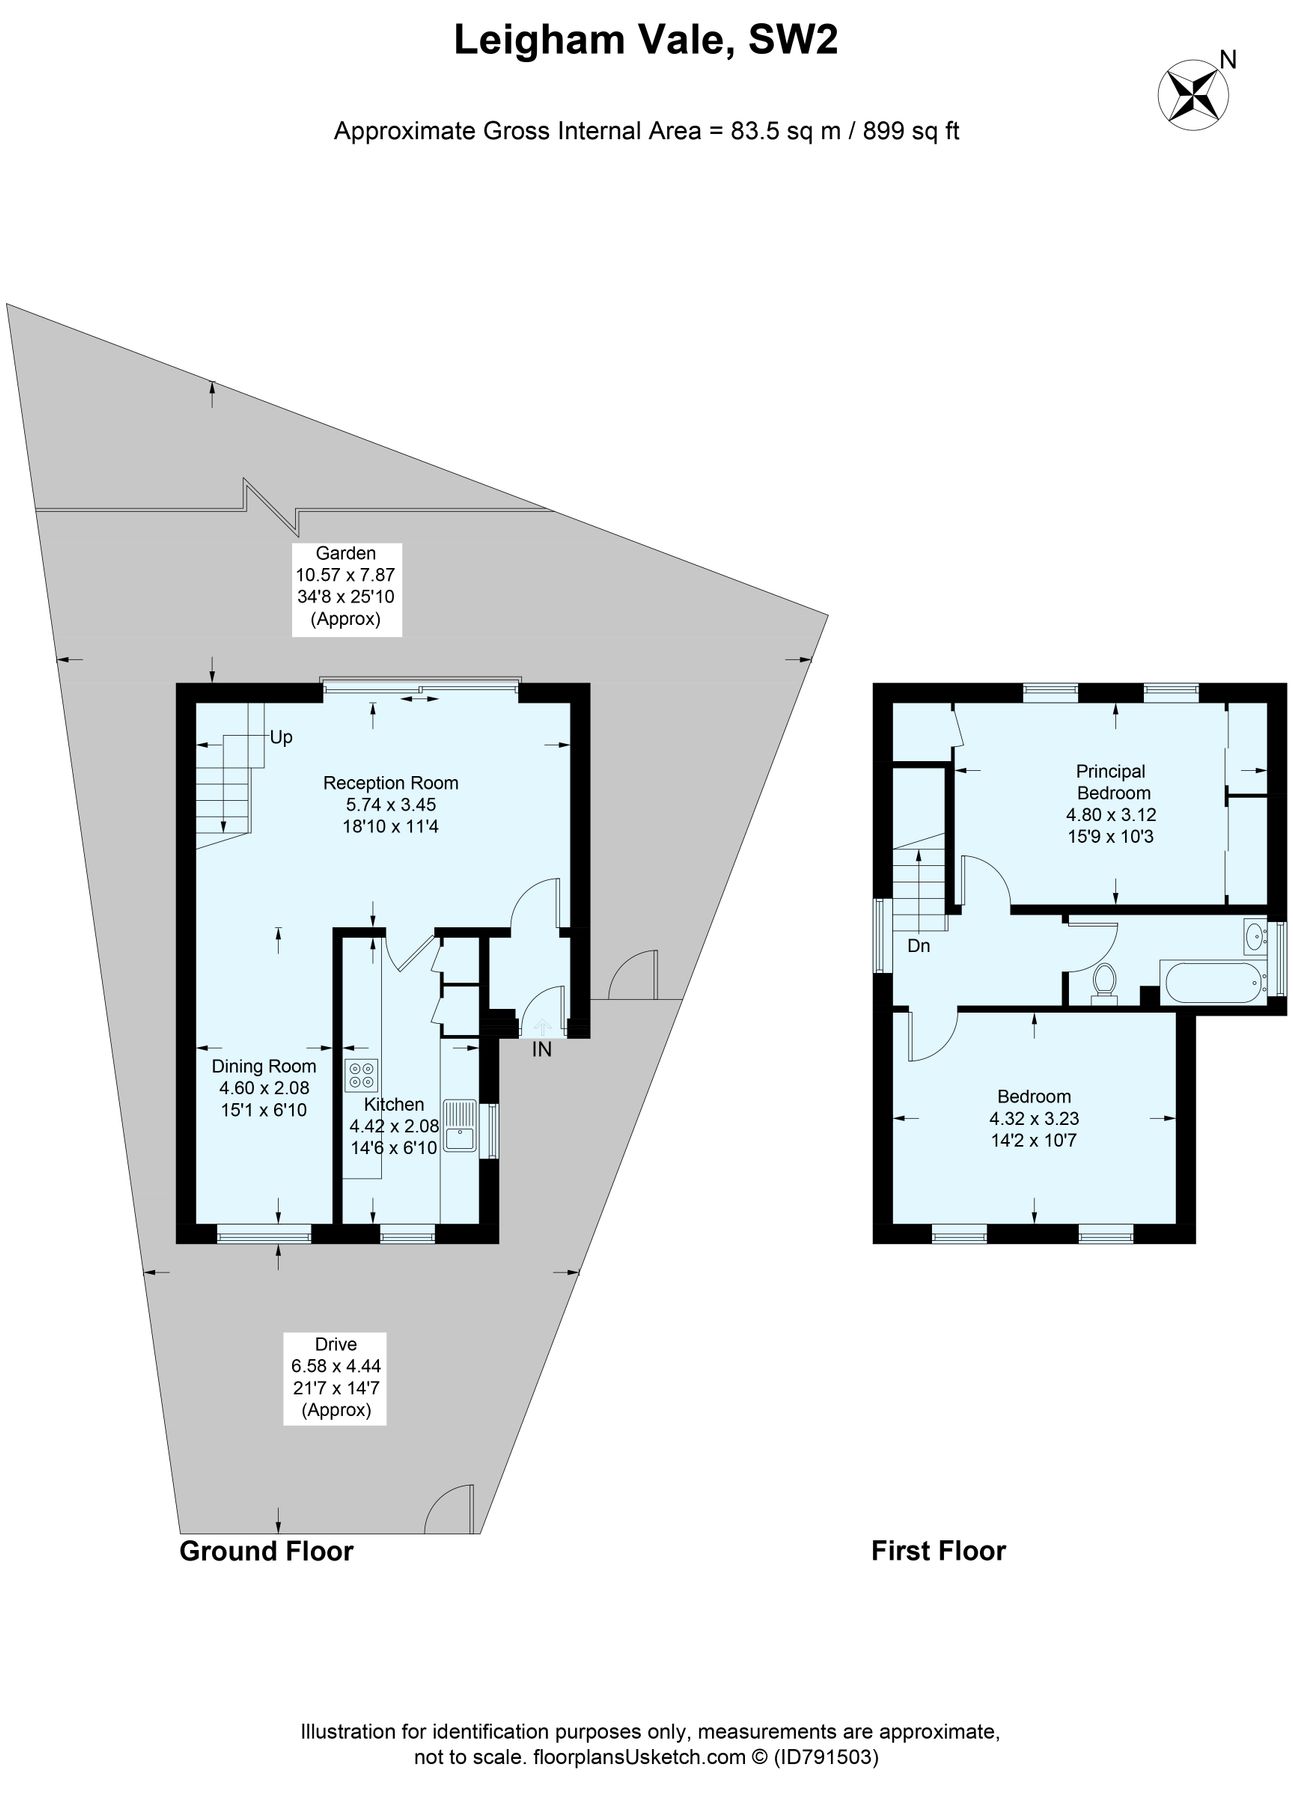 Leigham Vale, SW2
N
Approximate Gross Internal Area = 83.5 sq m / 899 sq ft
Garden
10.57 x 7.87
34'8 x 25'10
(Approx)
Up
Reception Room
5.74 x 3.45
18'10 x 11'4
Principal
Bedroom
4.80 x 3.12
15'9 x 10'3
Dn
IN
Dining Room
4.60 x 2.08
15'1 x 6'10
Kitchen
4.42 x 2.08
14'6 x 6'10
Bedroom
4.32 x 3.23
14'2 x 10'7
Drive
6.58 x 4.44
21'7 x 14'7
(Approx)
Ground Floor
First Floor
Illustration for identification purposes only, measurements are approximate,
not to scale. floorplansUsketch.com © (ID791503)